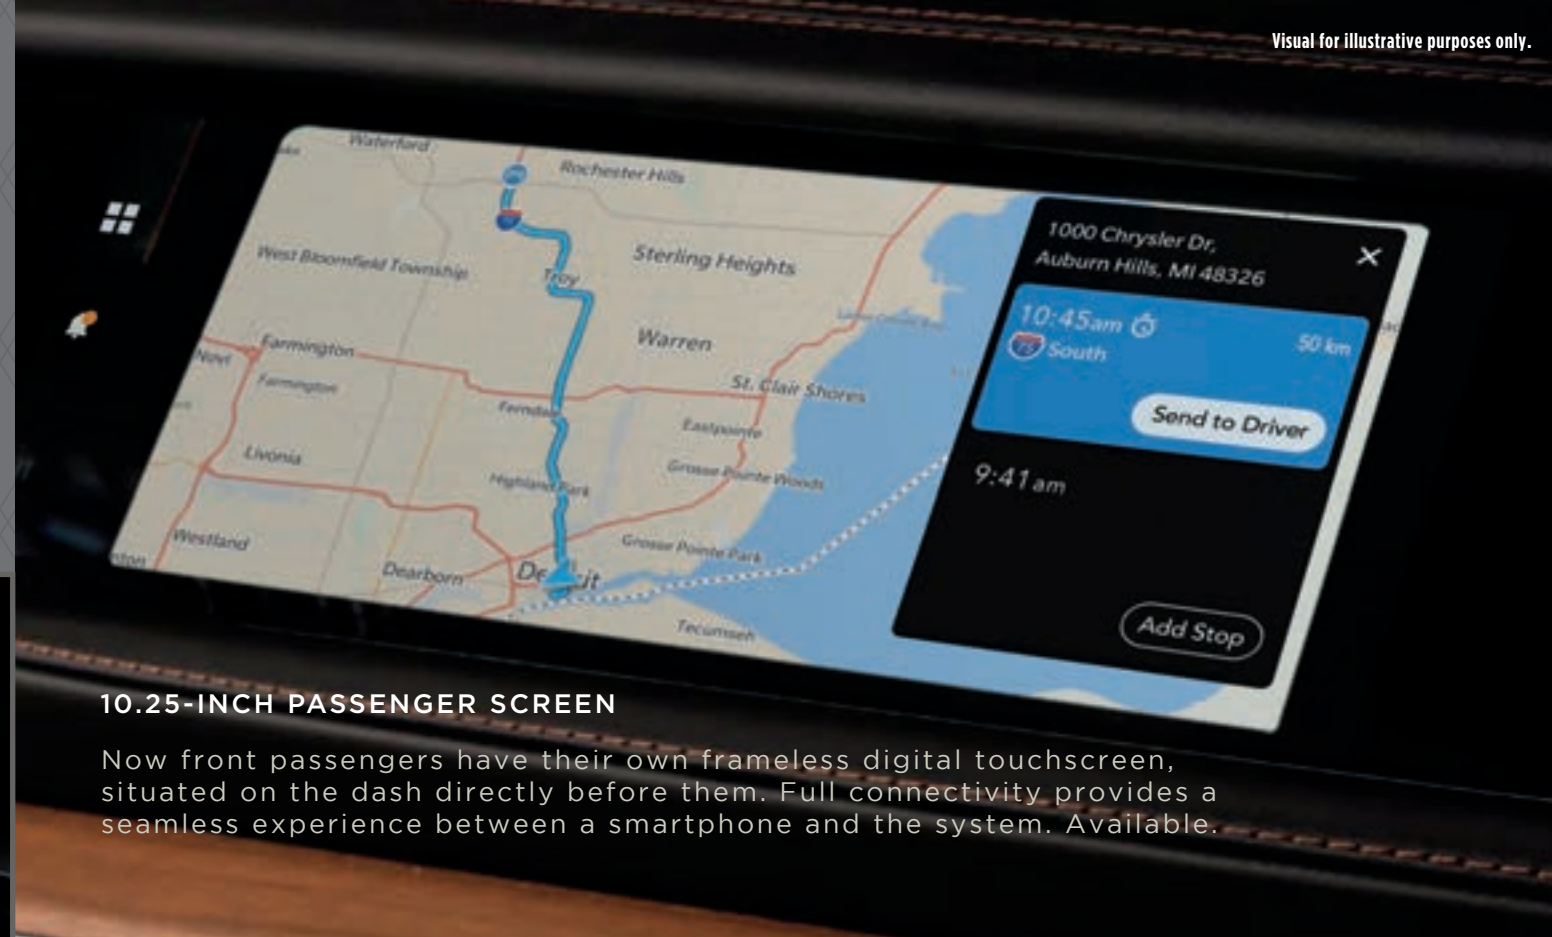 Visual for illustrative purposes only.
Waterford
Rochester Hills
West Bloomfield Township
Troy
Sterling Heights
Warren
Novi
Farmington
Farmington
Ferndale
St. Clair Shores
Eastpointe
Livonia
Highland Park
Grosse Pointe Woods
Westland
Dearborn
Grosse Pointe Park
Tecumseh
1000 Chrysler Dr,
Auburn Hills, MI 48326
10:45am
50 km
75 South
Send to Driver
9:41am
Add Stop
10.25-INCH PASSENGER SCREEN
Now front passengers have their own frameless digital touchscreen,
situated on the dash directly before them. Full connectivity provides a
seamless experience between a smartphone and the system. Available.